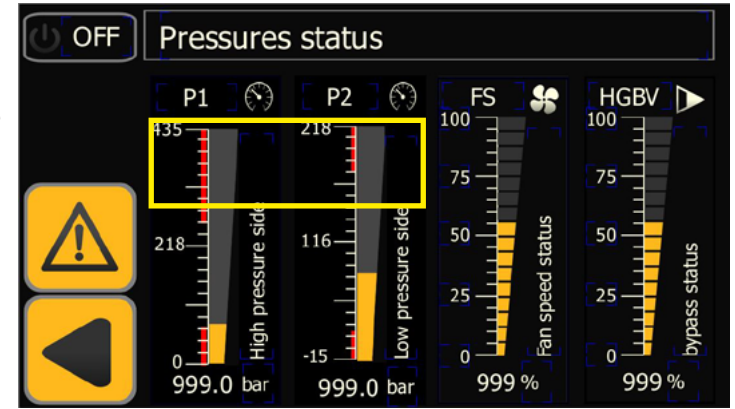 OFF
Pressures status
P1
P2
FS
HGBV
435
218
0
High pressure side
999.0 bar
218
116
-15
Low pressure side
999.0 bar
100
75
50
25
0
Fan speed status
999 %
100
75
50
25
0
bypass status
999 %